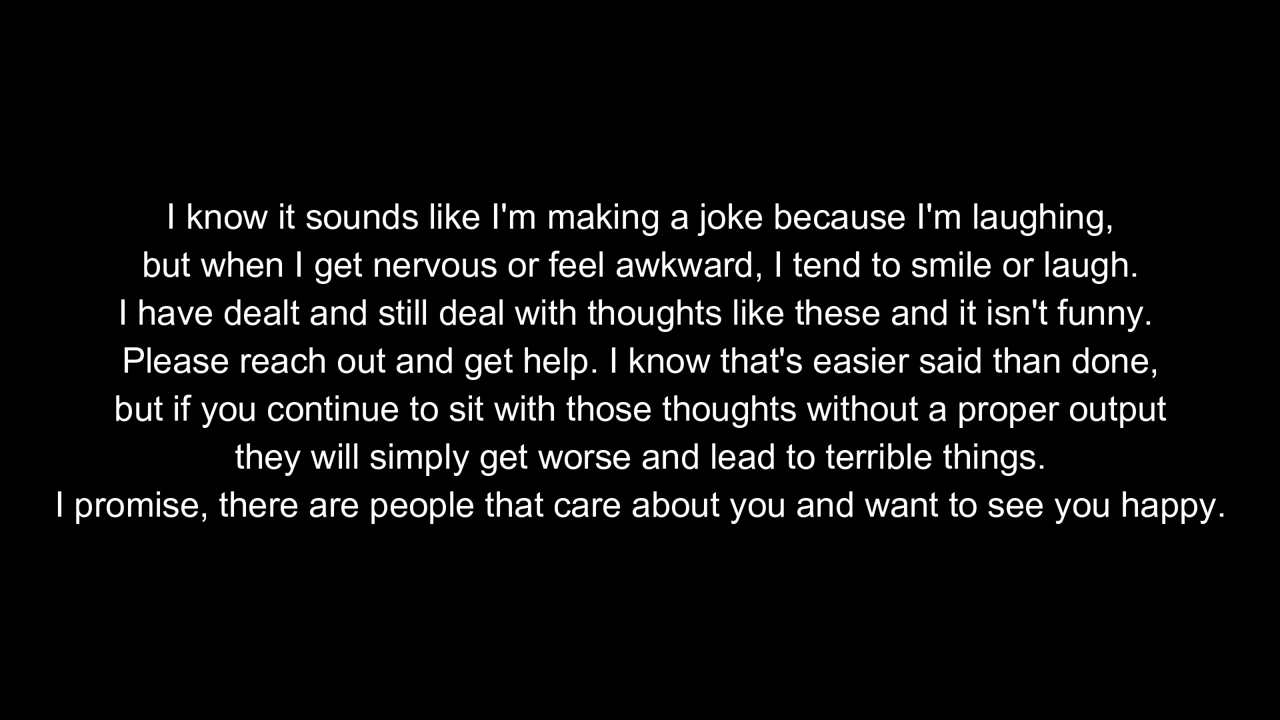 I know it sounds like I'm making a joke because I'm laughing,
but when I get nervous or feel awkward, I tend to smile or laugh.
I have dealt and still deal with thoughts like these and it isn't funny.
Please reach out and get help. I know that's easier said than done,
but if you continue to sit with those thoughts without a proper output
they will simply get worse and lead to terrible things.
I promise, there are people that care about you and want to see you happy.